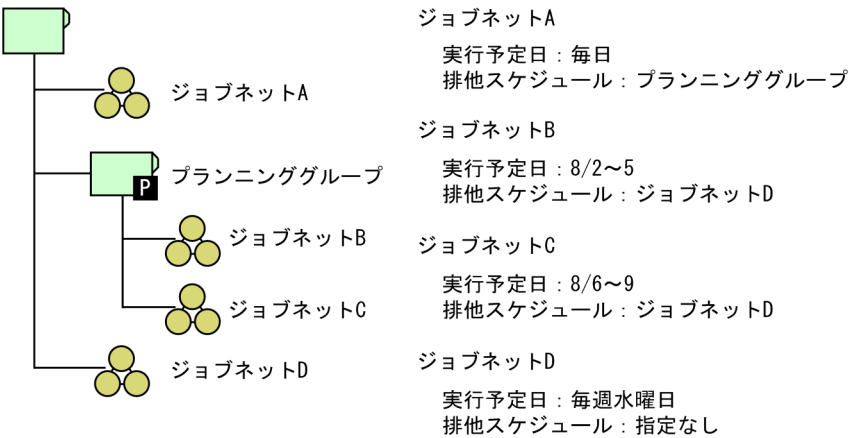 ジョブネットA
プランニンググループ
P
ジョブネットB
ジョブネットC
ジョブネットD
ジョブネットA
実行予定日：毎日
排他スケジュール：プランニンググループ
ジョブネットB
実行予定日：8/2～5
排他スケジュール：ジョブネットD
ジョブネットC
実行予定日：8/6～9
排他スケジュール：ジョブネットD
ジョブネットD
実行予定日：毎週水曜日
排他スケジュール：指定なし